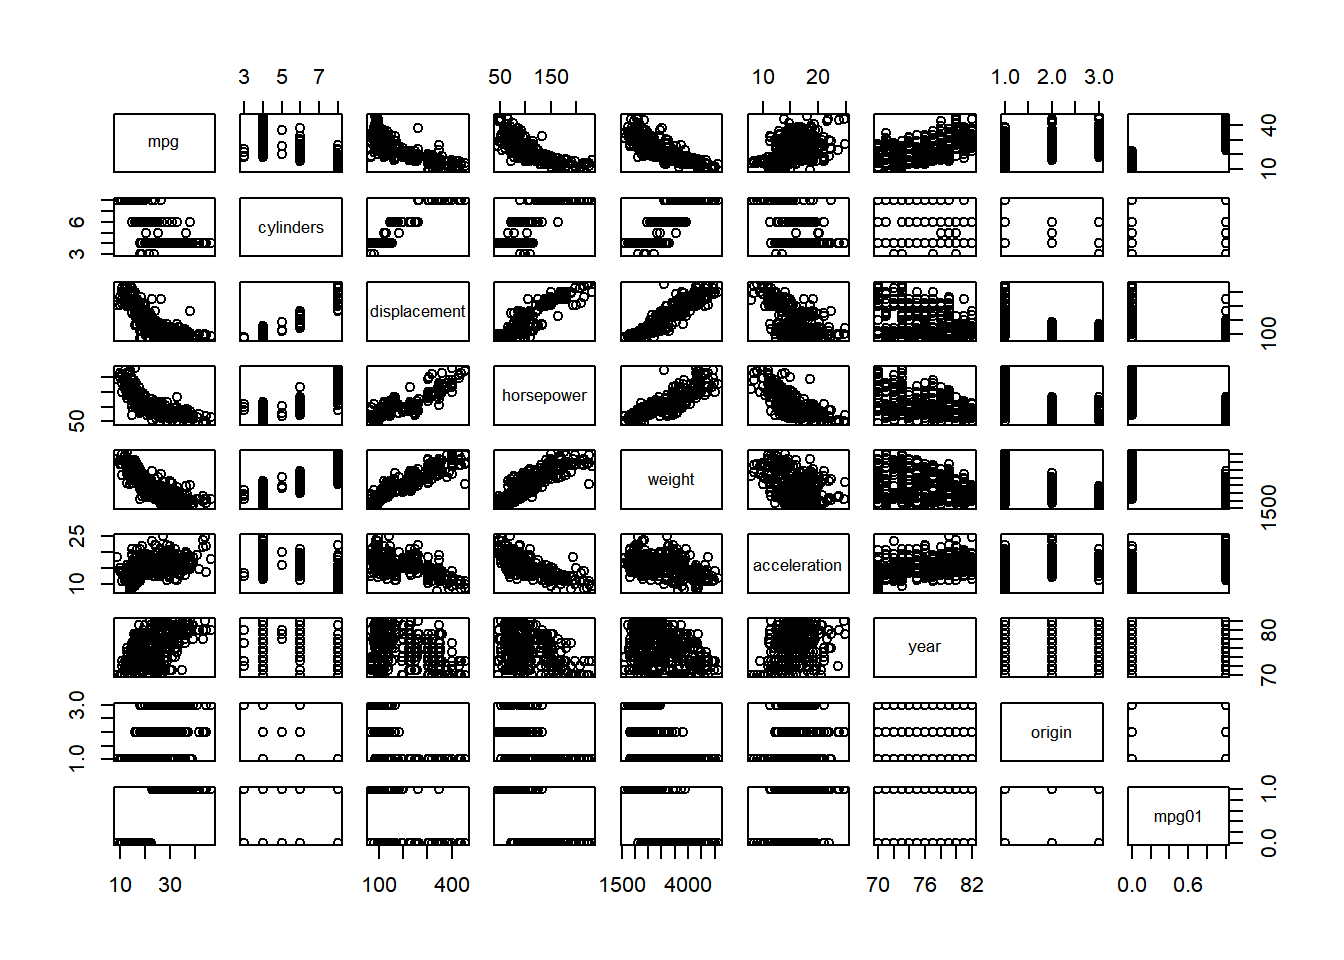 3 5 7 50 150 10 20 1.0 2.0 3.0
mpg 10 40
3 6 cylinders
displacement 100
50 horsepower
weight 1500
10 25 acceleration
year 70 80
1.0 3.0 origin
mpg01 0.0 1.0
10 30 100 400 1500 4000 70 76 82 0.0 0.6